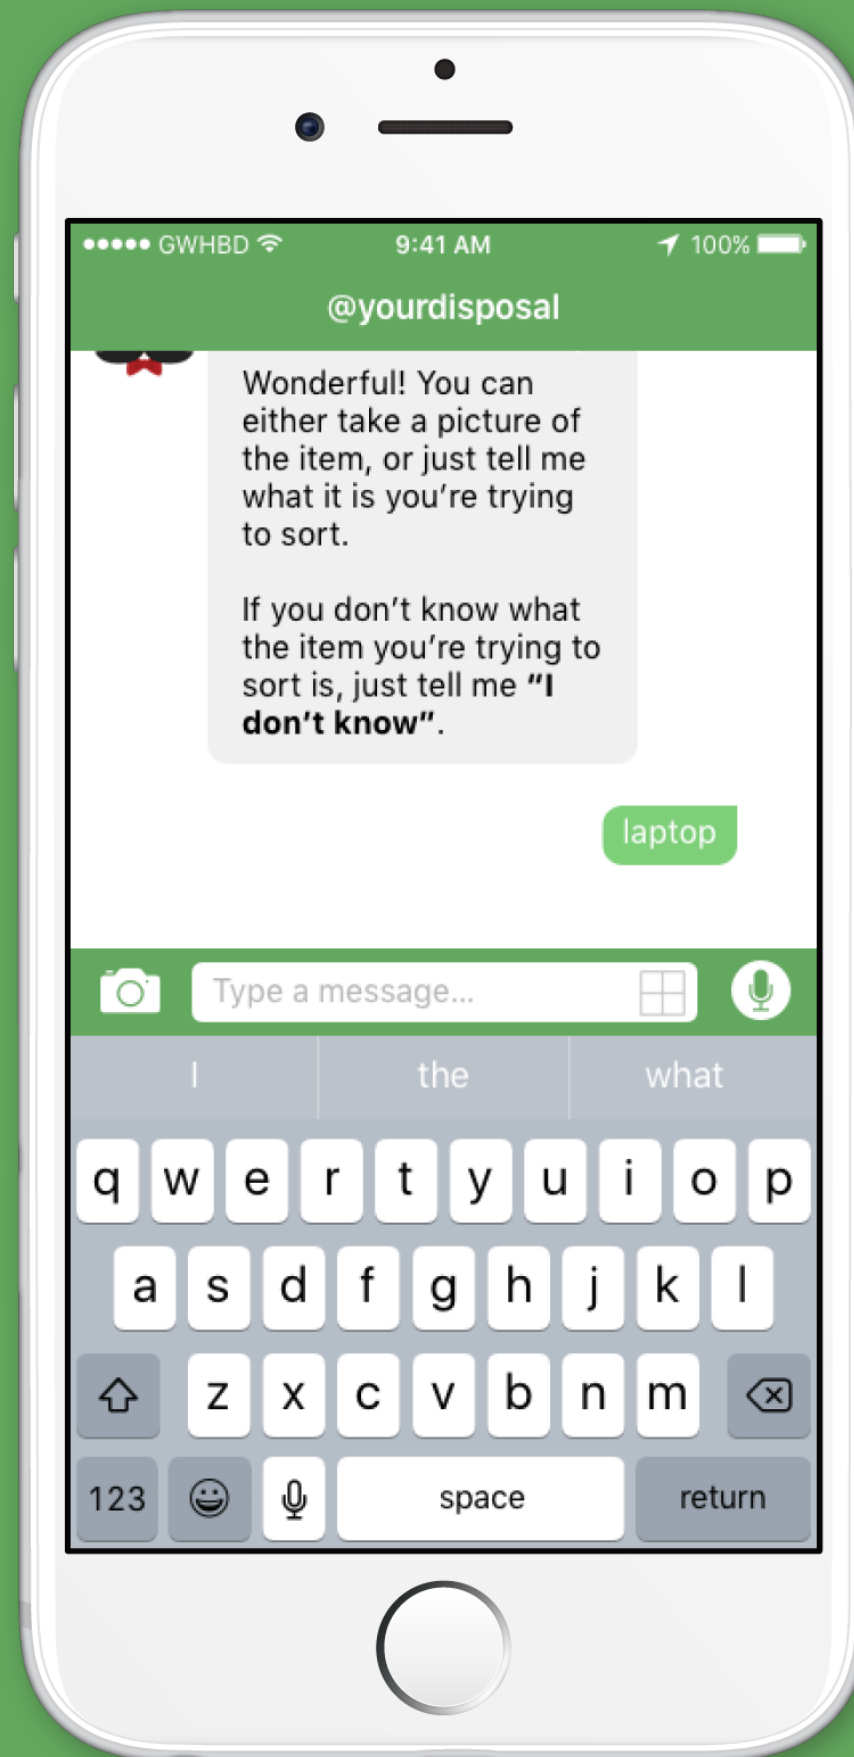 GWHBD 9:41 AM 100%
@yourdisposal
Wonderful! You can
either take a picture of
the item, or just tell me
what it is you’re trying
to sort.
If you don’t know what
the item you’re trying to
sort is, just tell me “I
don’t know”.
laptop
Type a message...
I the what
q w e r t y u i o p
a s d f g h j k l
z x c v b n m
123 space return